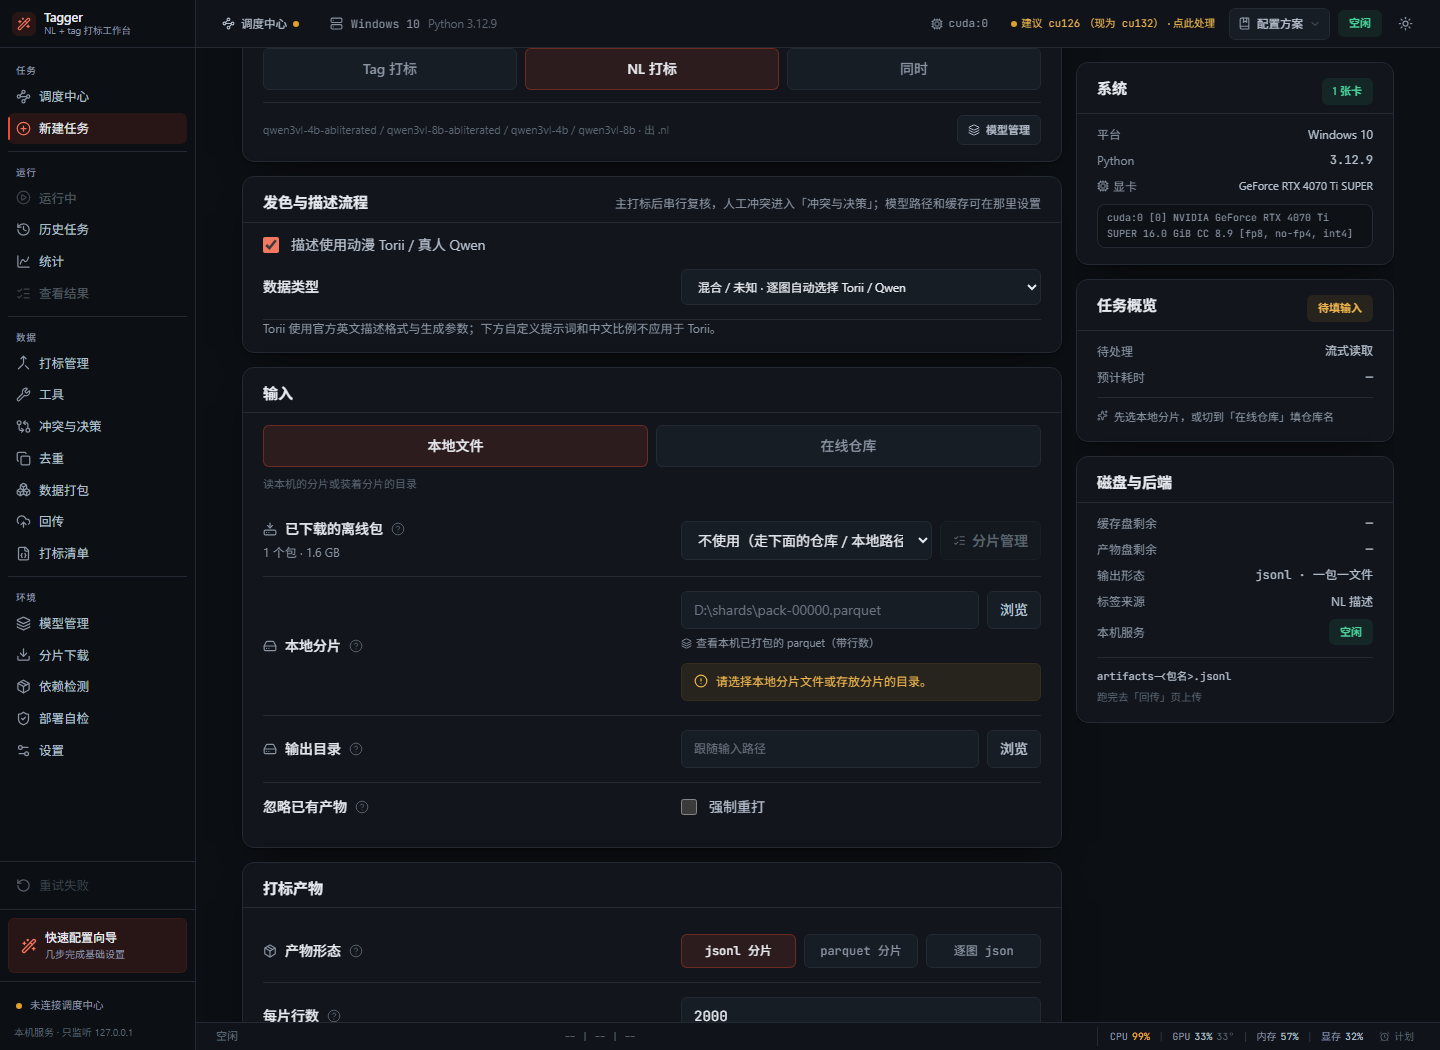 Tagger
NL + tag 打标工作台
调度中心
Windows 10 Python 3.12.9
cuda:0
建议 cu126 （现为 cu132） · 点此处理
配置方案
空闲
任务
调度中心
新建任务
运行
运行中
历史任务
统计
查看结果
数据
打标管理
工具
冲突与决策
去重
数据打包
回传
打标清单
环境
模型管理
分片下载
依赖检测
部署自检
设置
重试失败
快速配置向导
几步完成基础设置
未连接调度中心
本机服务 · 只监听 127.0.0.1
Tag 打标
NL 打标
同时
qwen3vl-4b-abliterated / qwen3vl-8b-abliterated / qwen3vl-4b / qwen3vl-8b · 出 .nl
模型管理
发色与描述流程
主打标后串行复核，人工冲突进入「冲突与决策」；模型路径和缓存可在那里设置
描述使用动漫 Torii / 真人 Qwen
数据类型
混合 / 未知 · 逐图自动选择 Torii / Qwen
Torii 使用官方英文描述格式与生成参数；下方自定义提示词和中文比例不应用于 Torii。
输入
本地文件
在线仓库
读本机的分片或装着分片的目录
已下载的离线包
1 个包 · 1.6 GB
不使用（走下面的仓库 / 本地路径
分片管理
本地分片
D:\shards\pack-00000.parquet
浏览
查看本机已打包的 parquet（带行数）
请选择本地分片文件或存放分片的目录。
输出目录
跟随输入路径
浏览
忽略已有产物
强制重打
打标产物
产物形态
jsonl 分片
parquet 分片
逐图 json
每片行数
2000
系统
1 张卡
平台
Windows 10
Python
3.12.9
显卡
GeForce RTX 4070 Ti SUPER
cuda:0 [0] NVIDIA GeForce RTX 4070 Ti
SUPER 16.0 GiB CC 8.9 [fp8, no-fp4, int4]
任务概览
待填输入
待处理
流式读取
预计耗时
—
先选本地分片，或切到「在线仓库」填仓库名
磁盘与后端
缓存盘剩余
—
产物盘剩余
—
输出形态
jsonl · 一包一文件
标签来源
NL 描述
本机服务
空闲
artifacts—<包名>.jsonl
跑完去「回传」页上传
空闲
-- | -- | --
CPU 99% | GPU 33% 33° | 内存 57% | 显存 32%
计划